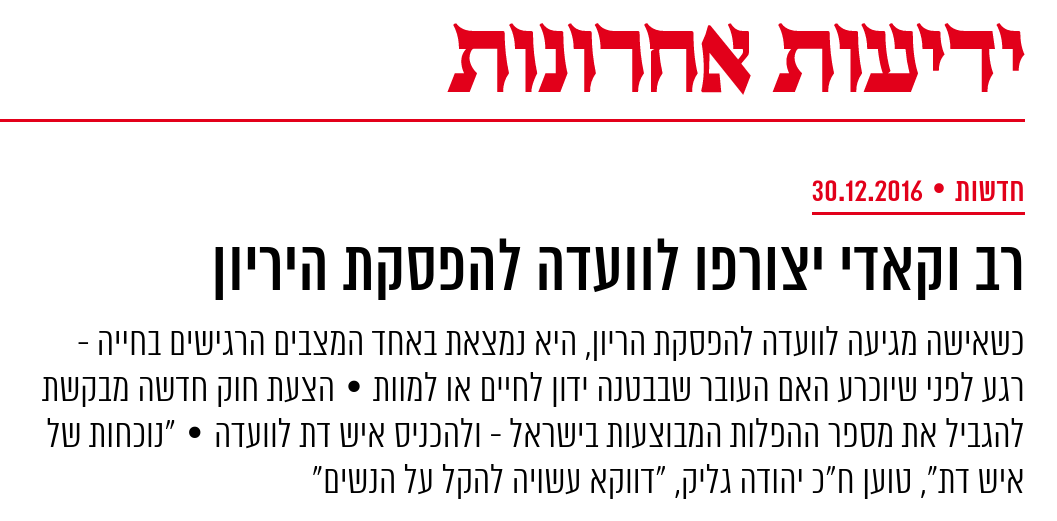 ידיעות אחרונות
חדשות • 30.12.2016
רב וקאדי יצורפו לוועדה להפסקת היריון
כשאישה מגיעה לוועדה להפסקת הריון, היא נמצאת באחד המצבים הרגישים בחייה -
רגע לפני שיוכרע האם העובר שבבטנה ידון לחיים או למוות • הצעת חוק חדשה מבקשת
להגביל את מספר ההפלות המבוצעות בישראל - ולהכניס איש דת לוועדה • "נוכחות של
איש דת", טוען ח"כ יהודה גליק, "דווקא עשויה להקל על הנשים"